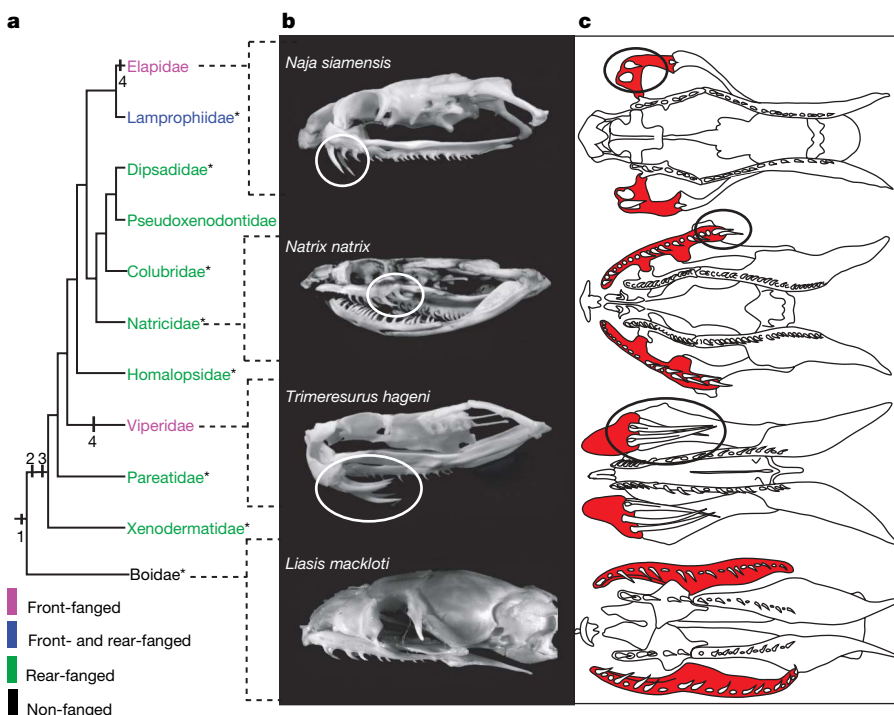 a
b
c
Elapidae
4
Lamprophiidae*
Dipsadidae*
Pseudoxenodontidae
Colubridae*
Natricidae*
Homalopsidae*
Viperidae
4
2 3
Pareatidae*
Xenodermatidae*
1
Boidae*
Front-fanged
Front- and rear-fanged
Rear-fanged
Non-fanged
Naja siamensis
Natrix natrix
Trimeresurus hageni
Liasis mackloti